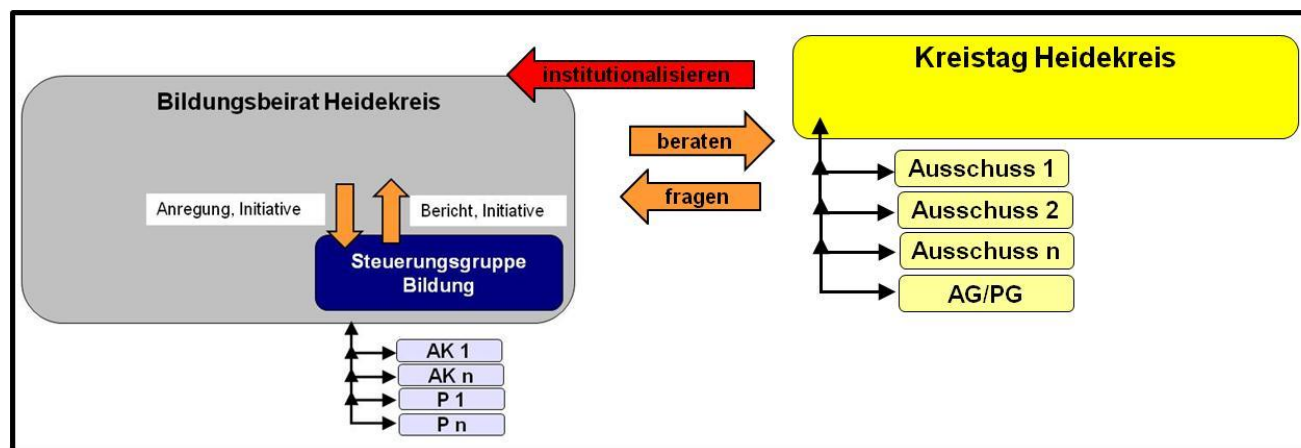 Kreistag Heidekreis
institutionalisieren
Bildungsbeirat Heidekreis
beraten
fragen
Ausschuss 1
Ausschuss 2
Ausschuss n
AG/PG
Anregung, Initiative
Bericht, Initiative
Steuerungsgruppe
Bildung
AK 1
AK n
P 1
P n